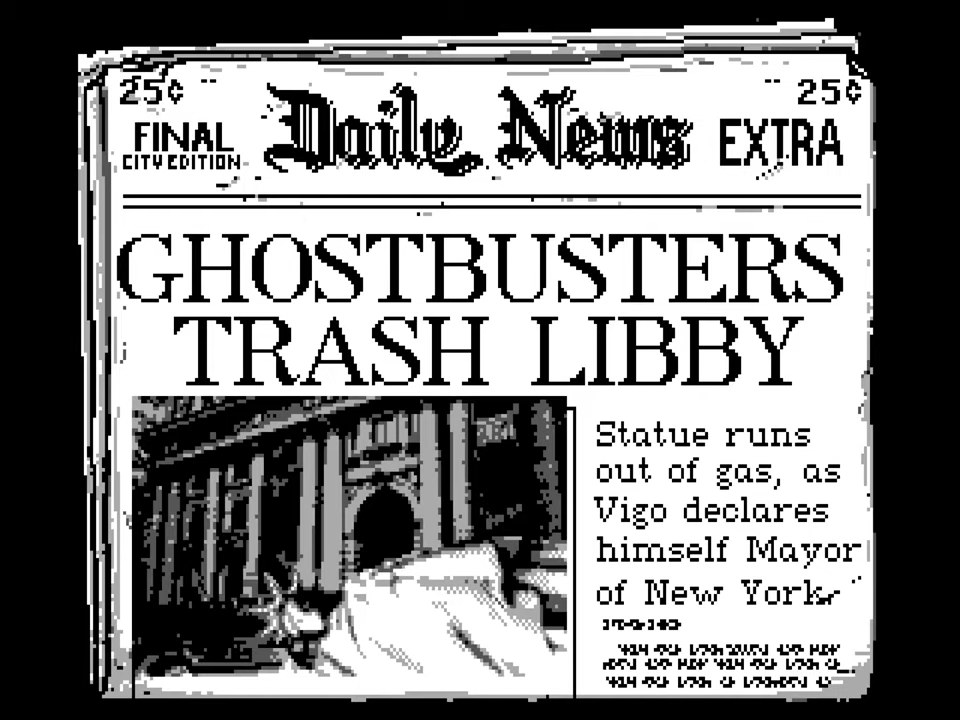 25¢ 25¢
FINAL Daily News EXTRA
CITY EDITION
GHOSTBUSTERS
TRASH LIBBY
Statue runs
out of gas, as
Vigo declares
himself Mayor
of New York